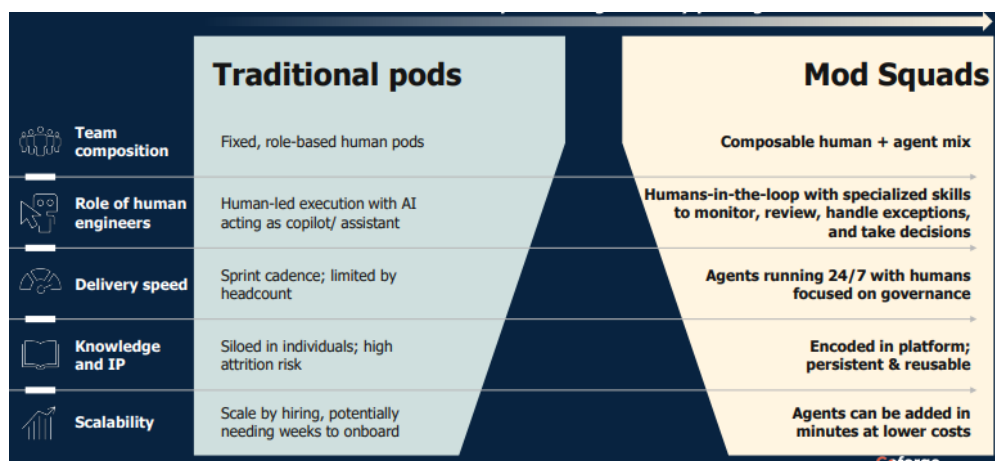 Traditional pods
Mod Squads
Team
composition
Fixed, role-based human pods
Composable human + agent mix
Role of human
engineers
Human-led execution with AI
acting as copilot/ assistant
Humans-in-the-loop with specialized skills
to monitor, review, handle exceptions,
and take decisions
Delivery speed
Sprint cadence; limited by
headcount
Agents running 24/7 with humans
focused on governance
Knowledge
and IP
Siloed in individuals; high
attrition risk
Encoded in platform;
persistent & reusable
Scalability
Scale by hiring, potentially
needing weeks to onboard
Agents can be added in
minutes at lower costs